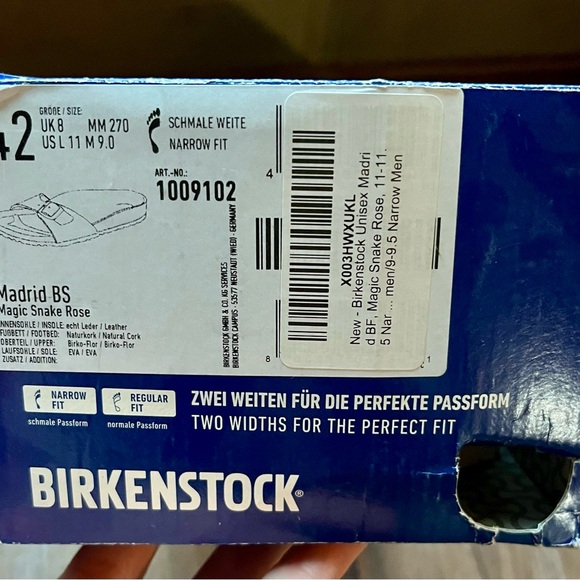 42
GRÖßE / SIZE:
UK 8 MM 270
US L 11 M 9.0
SCHMALE WEITE
NARROW FIT
ART.-NO.:
1009102
Madrid BS
Magic Snake Rose
INNENSOHLE / INSOLE: echt Leder / Leather
FUßBETT / FOOTBED: Naturkork / Natural Cork
OBERTEIL / UPPER: Birko-Flor / Birko-Flor
LAUFSOHLE / SOLE: EVA / EVA
ZUSATZ / ADDITION:
BIRKENSTOCK GMBH & CO. KG SERVICES
BIRKENSTOCK CAMPUS - 53577 NEUSTADT (WIED) - GERMANY
4
8
1
X003HWXUKL
New - Birkenstock Unisex Madri
d BF, Magic Snake Rose, 11-11.
5 Nar ... men/9-9.5 Narrow Men
NARROW
FIT
schmale Passform
REGULAR
FIT
normale Passform
ZWEI WEITEN FÜR DIE PERFEKTE PASSFORM
TWO WIDTHS FOR THE PERFECT FIT
BIRKENSTOCK®